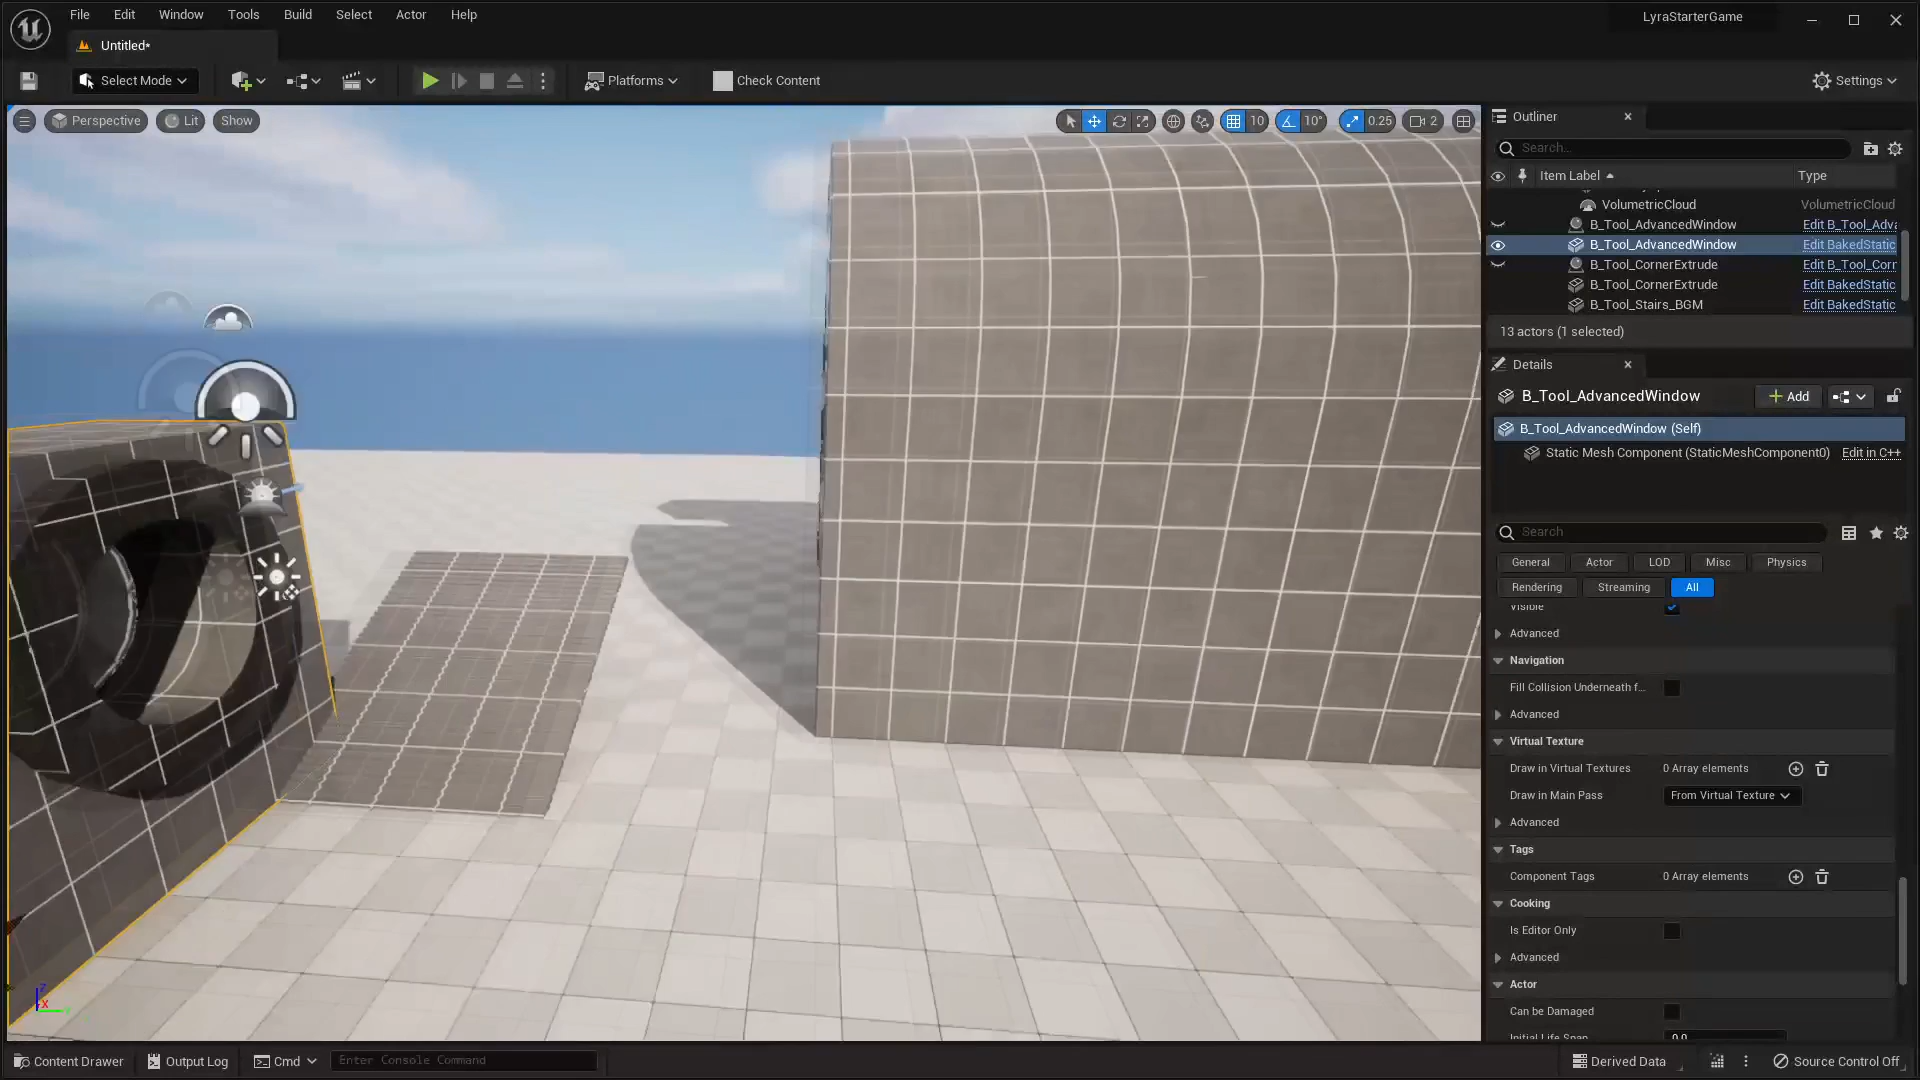 File Edit Window Tools Build Select Actor Help
LyraStarterGame
Untitled*
Select Mode
Platforms
Check Content
Settings
Perspective Lit Show
10 10° 0.25 2
Outliner
Search...
Item Label Type
VolumetricCloud VolumetricCloud
B_Tool_AdvancedWindow Edit B_Tool_Adva
B_Tool_AdvancedWindow Edit BakedStatic
B_Tool_CornerExtrude Edit B_Tool_Corn
B_Tool_CornerExtrude Edit BakedStatic
B_Tool_Stairs_BGM Edit BakedStatic
13 actors (1 selected)
Details
B_Tool_AdvancedWindow
Add
B_Tool_AdvancedWindow (Self)
Static Mesh Component (StaticMeshComponent0) Edit in C++
Search
General Actor LOD Misc Physics
Rendering Streaming All
Visible
Advanced
Navigation
Fill Collision Underneath f...
Advanced
Virtual Texture
Draw in Virtual Textures 0 Array elements
Draw in Main Pass From Virtual Texture
Advanced
Tags
Component Tags 0 Array elements
Cooking
Is Editor Only
Advanced
Actor
Can be Damaged
Initial Life Span 0.0
Z
X
Content Drawer Output Log Cmd Enter Console Command
Derived Data Source Control Off